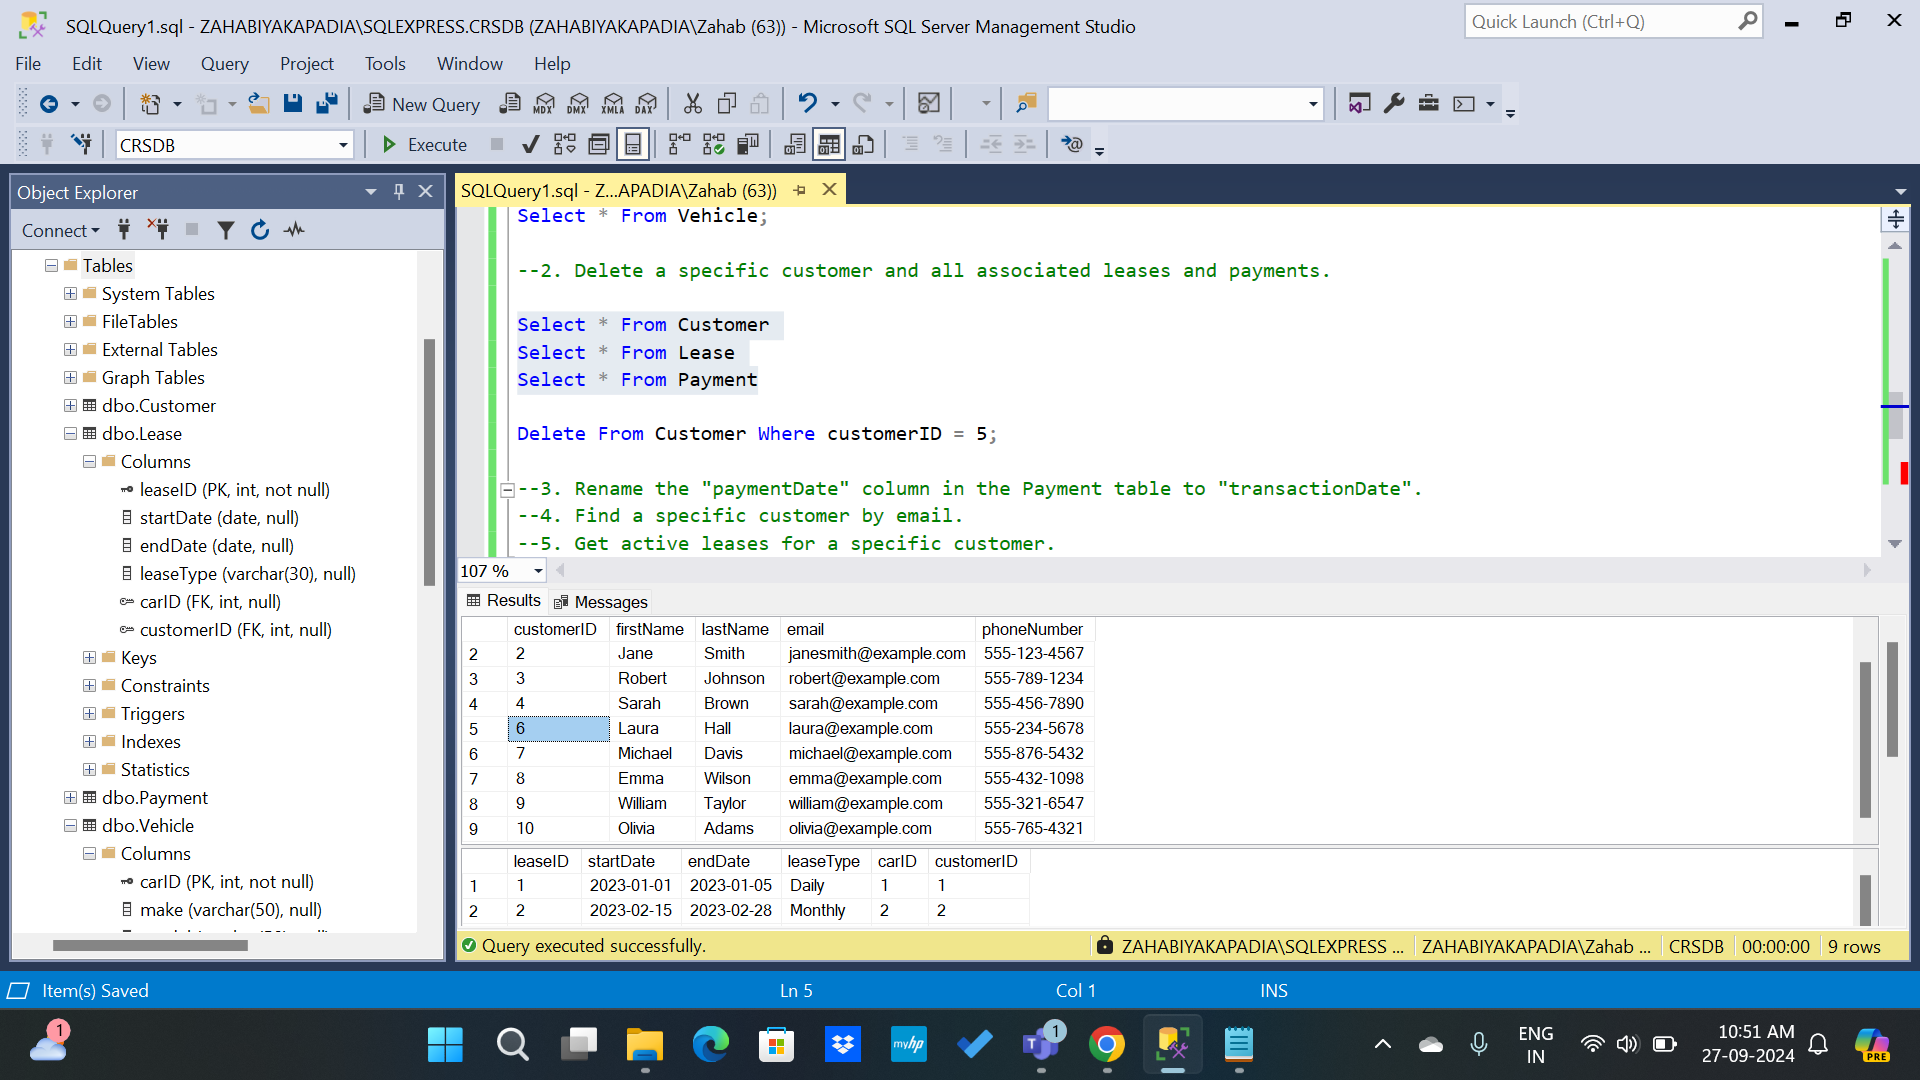 SQLQuery1.sql - ZAHABIYAKAPADIA\SQLEXPRESS.CRSDB (ZAHABIYAKAPADIA\Zahab (63)) - Microsoft SQL Server Management Studio
Quick Launch (Ctrl+Q)
File Edit View Query Project Tools Window Help
New Query MDX DMX XMLA DAX
CRSDB Execute
Object Explorer
Connect
Tables
System Tables
FileTables
External Tables
Graph Tables
dbo.Customer
dbo.Lease
Columns
leaseID (PK, int, not null)
startDate (date, null)
endDate (date, null)
leaseType (varchar(30), null)
carID (FK, int, null)
customerID (FK, int, null)
Keys
Constraints
Triggers
Indexes
Statistics
dbo.Payment
dbo.Vehicle
Columns
carID (PK, int, not null)
make (varchar(50), null)
SQLQuery1.sql - Z...APADIA\Zahab (63))
Select * From Vehicle;
--2. Delete a specific customer and all associated leases and payments.
Select * From Customer
Select * From Lease
Select * From Payment
Delete From Customer Where customerID = 5;
--3. Rename the "paymentDate" column in the Payment table to "transactionDate".
--4. Find a specific customer by email.
--5. Get active leases for a specific customer.
107 %
Results Messages
customerID firstName lastName email phoneNumber
2 2 Jane Smith janesmith@example.com 555-123-4567
3 3 Robert Johnson robert@example.com 555-789-1234
4 4 Sarah Brown sarah@example.com 555-456-7890
5 6 Laura Hall laura@example.com 555-234-5678
6 7 Michael Davis michael@example.com 555-876-5432
7 8 Emma Wilson emma@example.com 555-432-1098
8 9 William Taylor william@example.com 555-321-6547
9 10 Olivia Adams olivia@example.com 555-765-4321
leaseID startDate endDate leaseType carID customerID
1 1 2023-01-01 2023-01-05 Daily 1 1
2 2 2023-02-15 2023-02-28 Monthly 2 2
Query executed successfully. ZAHABIYAKAPADIA\SQLEXPRESS ... ZAHABIYAKAPADIA\Zahab ... CRSDB 00:00:00 9 rows
Item(s) Saved Ln 5 Col 1 INS
1
myhp
T
1
ENG
IN
10:51 AM
27-09-2024
PRE